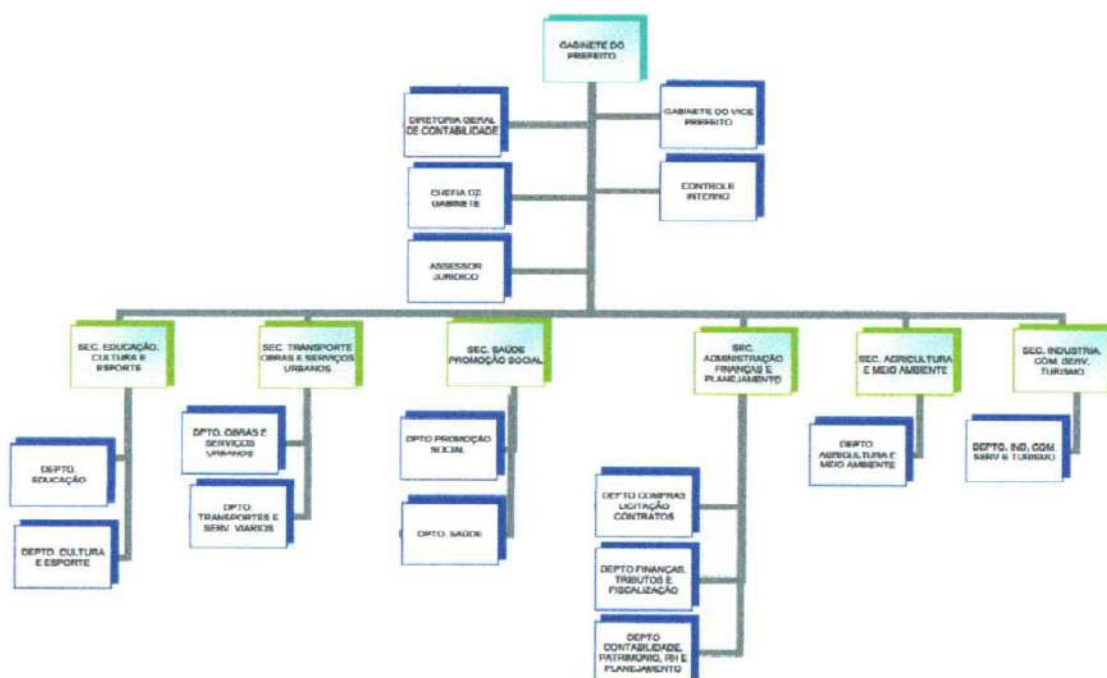 GABINETE DO
PREFEITO
DIRETORIA GERAL
DE CONTABILIDADE
GABINETE DO VICE
PREFEITO
CHEFIA DE
GABINETE
CONTROLE
INTERNO
ASSESSOR
JURIDICO
SEC. EDUCAÇÃO,
CULTURA E
ESPORTE
SEC. TRANSPORTE
OBRAS E SERVIÇOS
URBANOS
SEC. SAÚDE
PROMOÇÃO SOCIAL
SEC.
ADMINISTRAÇÃO
FINANÇAS E
PLANEJAMENTO
SEC. AGRICULTURA
E MEIO AMBIENTE
SEC. INDUSTRIA,
COM. SERV.
TURISMO
DEPTO.
EDUCAÇÃO
DEPTO. CULTURA
E ESPORTE
DPTO. OBRAS E
SERVIÇOS
URBANOS
DPTO.
TRANSPORTES E
SERV. VIARIOS
DPTO PROMOÇÃO
SOCIAL
DPTO. SAÚDE
DEPTO COMPRAS
LICITAÇÃO
CONTRATOS
DEPTO FINANÇAS,
TRIBUTOS E
FISCALIZAÇÃO
DEPTO
CONTABILIDADE,
PATRIMONIO, RH E
PLANEJAMENTO
DEPTO.
AGRICULTURA E
MEIO AMBIENTE
DEPTO. IND. COM.
SERV E TURISMO